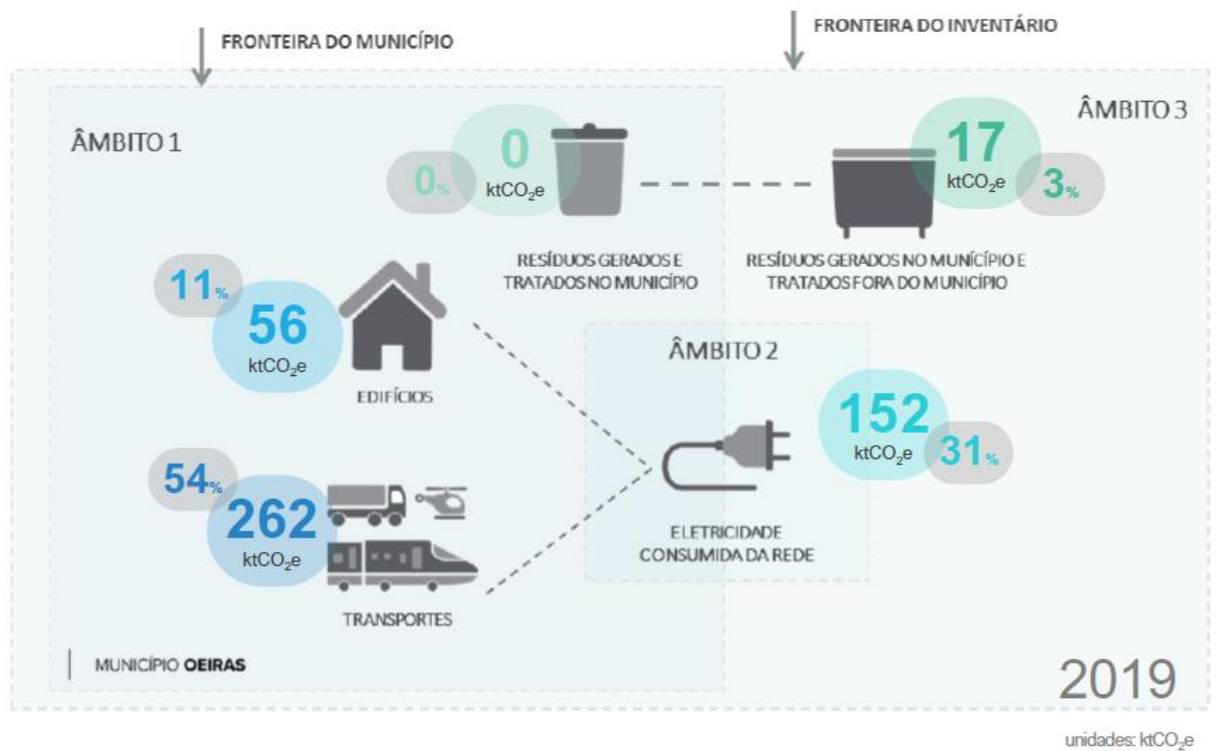 FRONTEIRA DO MUNICÍPIO
FRONTEIRA DO INVENTÁRIO
ÂMBITO 1
ÂMBITO 3
0%
0
ktCO₂e
17
ktCO₂e
3%
RESÍDUOS GERADOS E
TRATADOS NO MUNICÍPIO
RESÍDUOS GERADOS NO MUNÍCÍPIO E
TRATADOS FORA DO MUNICÍPIO
11%
56
ktCO₂e
EDIFÍCIOS
ÂMBITO 2
152
ktCO₂e
31%
ELETRICIDADE
CONSUMIDA DA REDE
54%
262
ktCO₂e
TRANSPORTES
MUNICÍPIO OEIRAS
2019
unidades: ktCO₂e